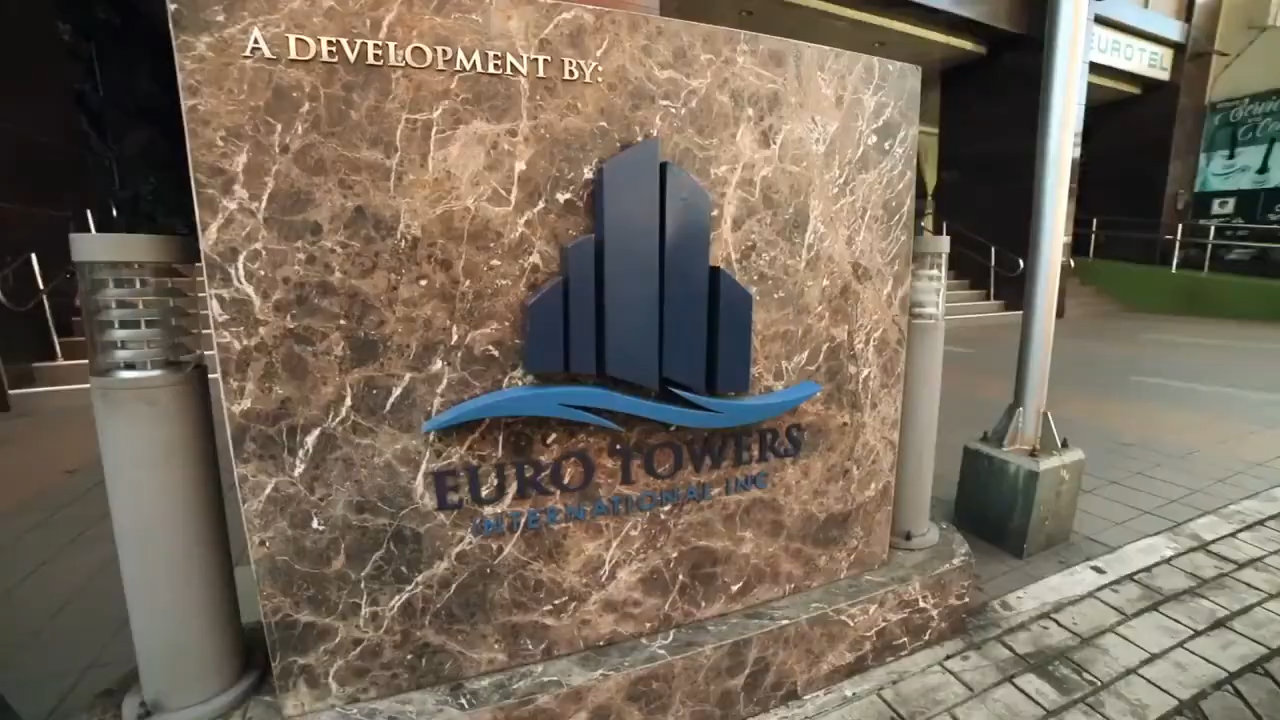 A DEVELOPMENT BY:
EURO TOWERS
INTERNATIONAL INC
EUROTEL